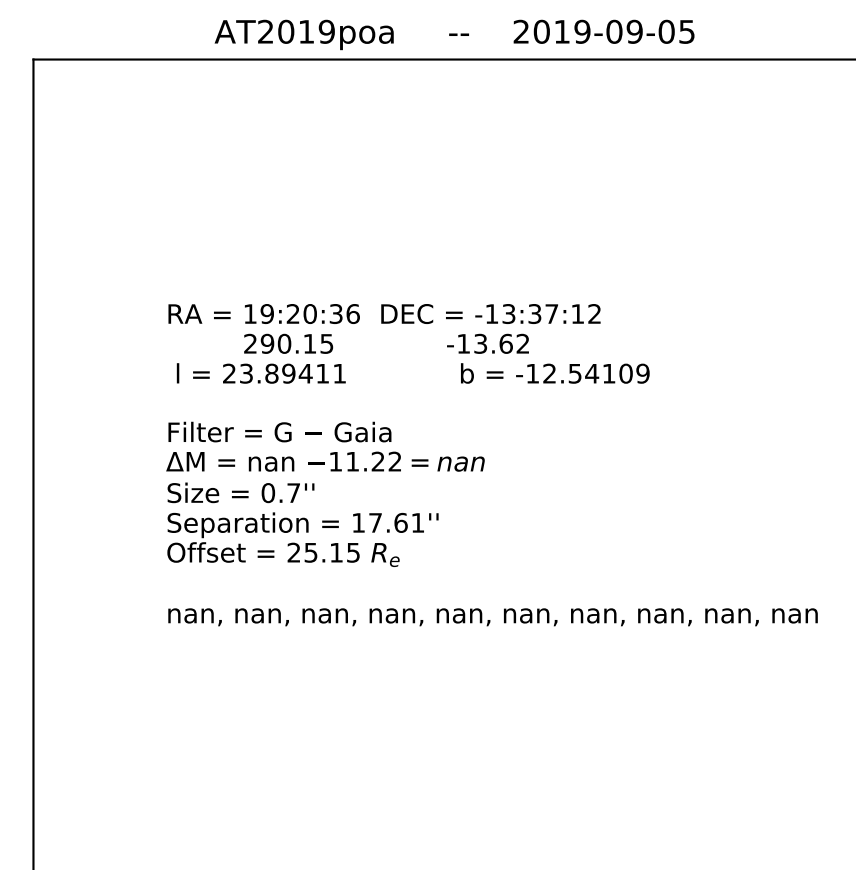 AT2019poa -- 2019-09-05
RA = 19:20:36 DEC = -13:37:12
290.15 -13.62
l = 23.89411 b = -12.54109
Filter = G − Gaia
ΔM = nan −11.22 = nan
Size = 0.7''
Separation = 17.61''
Offset = 25.15 Rₑ
nan, nan, nan, nan, nan, nan, nan, nan, nan, nan